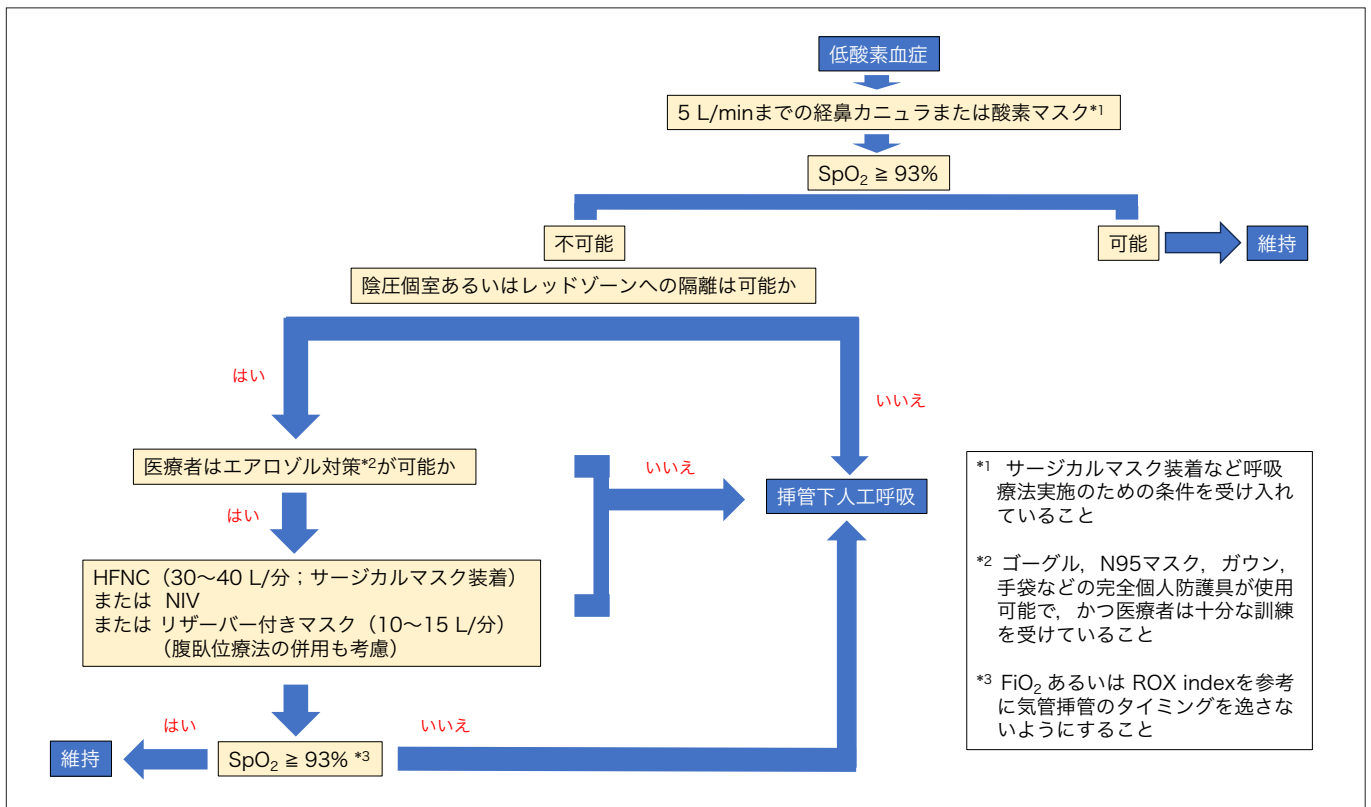 低酸素血症
5 L/minまでの経鼻カニュラまたは酸素マスク*1
SpO₂ ≧ 93%
不可能
可能
維持
陰圧個室あるいはレッドゾーンへの隔離は可能か
はい
いいえ
医療者はエアロゾル対策*2が可能か
いいえ
挿管下人工呼吸
はい
HFNC（30〜40 L/分；サージカルマスク装着）
または NIV
または リザーバー付きマスク（10〜15 L/分）
（腹臥位療法の併用も考慮）
はい
いいえ
維持
SpO₂ ≧ 93% *3
*1 サージカルマスク装着など呼吸
療法実施のための条件を受け入れ
ていること
*2 ゴーグル，N95マスク，ガウン，
手袋などの完全個人防護具が使用
可能で，かつ医療者は十分な訓練
を受けていること
*3 FiO₂ あるいは ROX indexを参考
に気管挿管のタイミングを逸さな
いようにすること